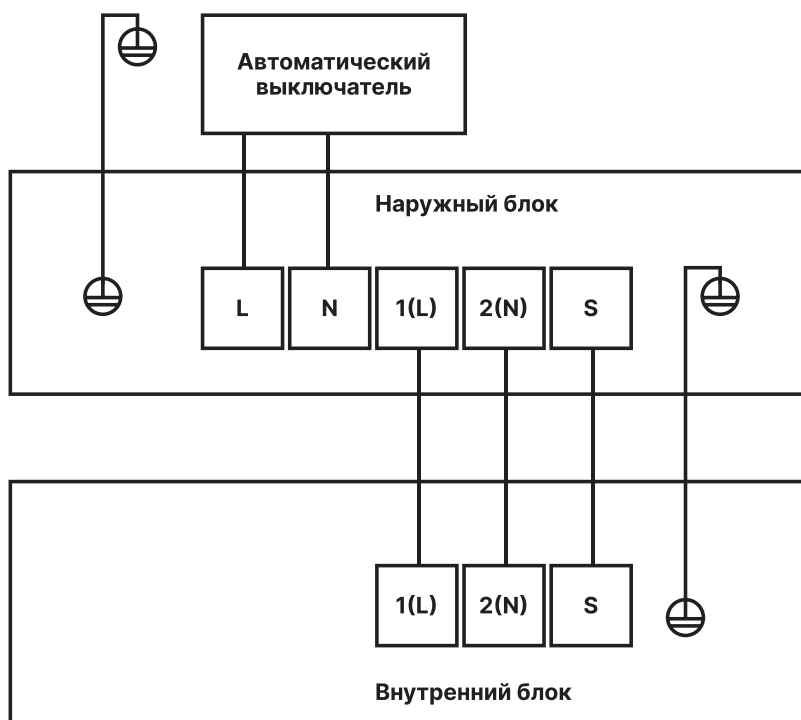 Автоматический
выключатель
Наружный блок
L N 1(L) 2(N) S
1(L) 2(N) S
Внутренний блок